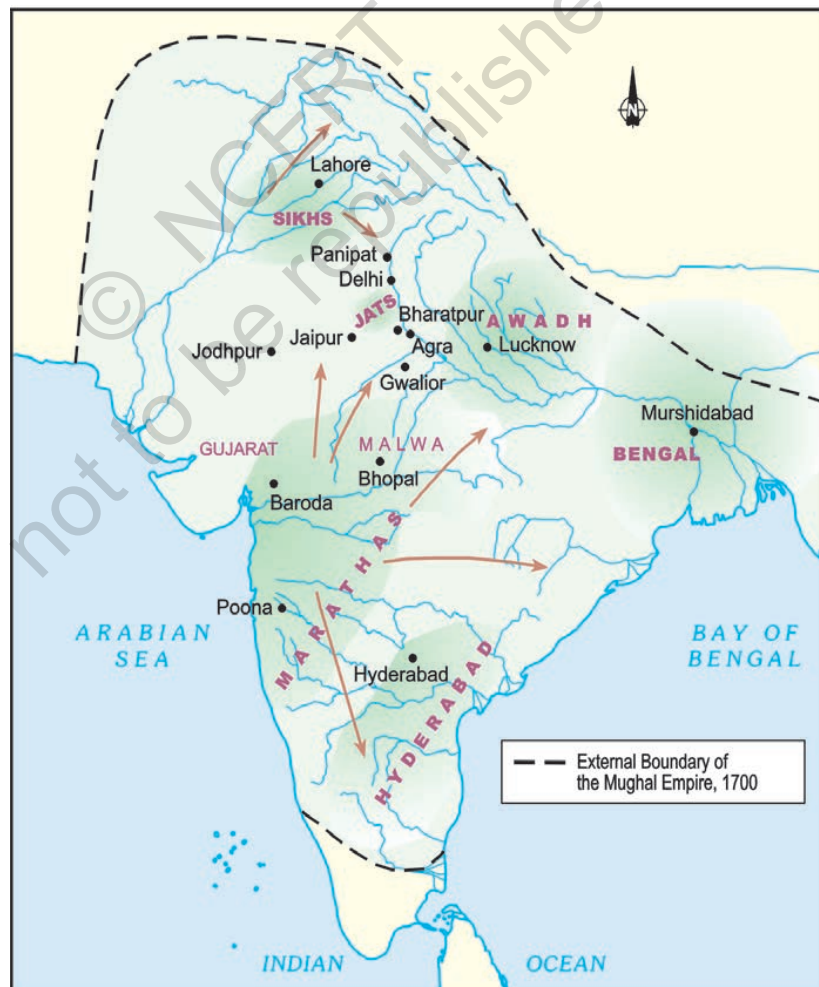 © NCERT
not to be republishe
Lahore
SIKHS
Panipat
Delhi
JATS
Bharatpur
AWADH
Jaipur
Agra
Lucknow
Jodhpur
Gwalior
Murshidabad
GUJARAT
MALWA
BENGAL
Bhopal
Baroda
MARATHAS
Poona
ARABIAN
SEA
BAY OF
BENGAL
Hyderabad
HYDERABAD
External Boundary of
the Mughal Empire, 1700
INDIAN OCEAN
N